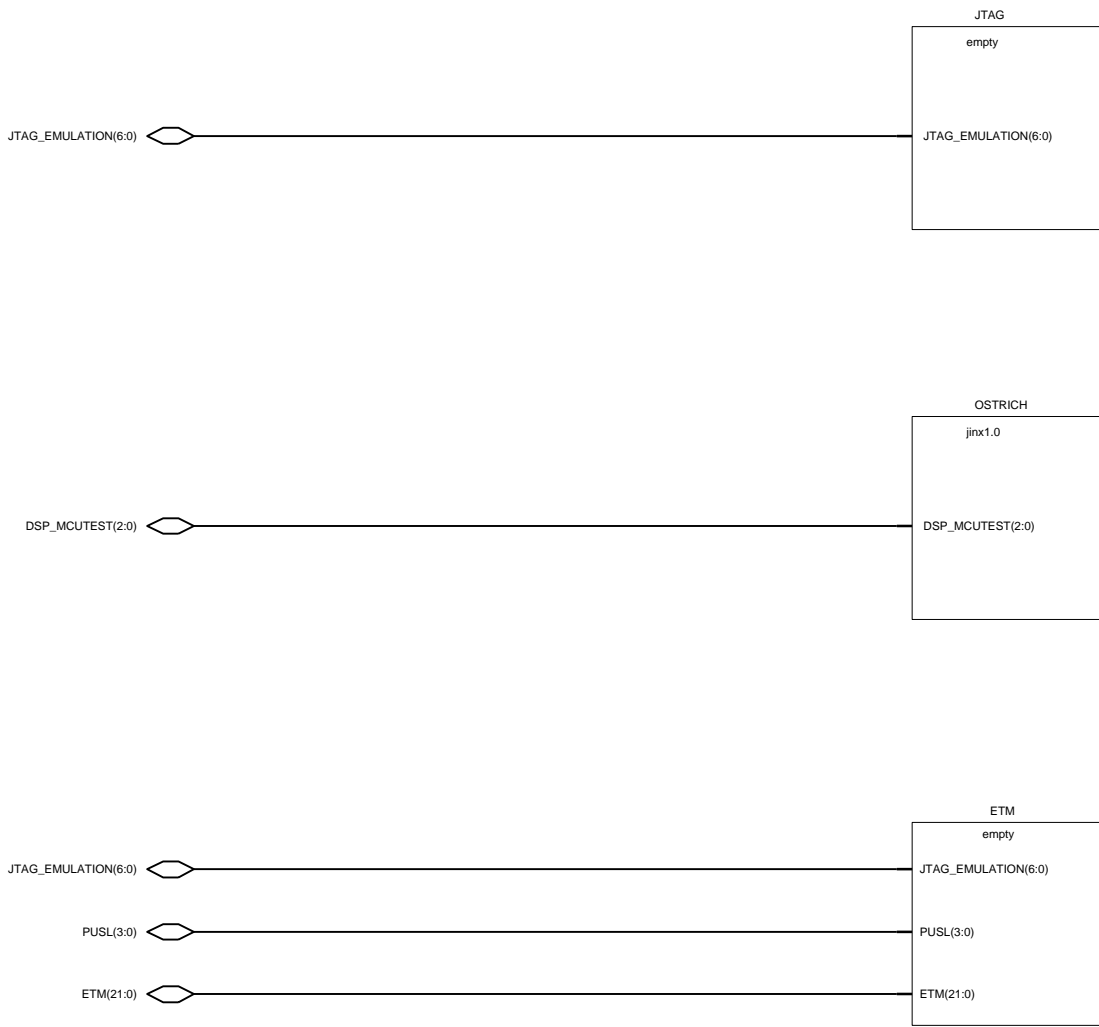 JTAG
empty
JTAG_EMULATION(6:0)
JTAG_EMULATION(6:0)
OSTRICH
jinx1.0
DSP_MCUTEST(2:0)
DSP_MCUTEST(2:0)
ETM
empty
JTAG_EMULATION(6:0)
JTAG_EMULATION(6:0)
PUSL(3:0)
PUSL(3:0)
ETM(21:0)
ETM(21:0)